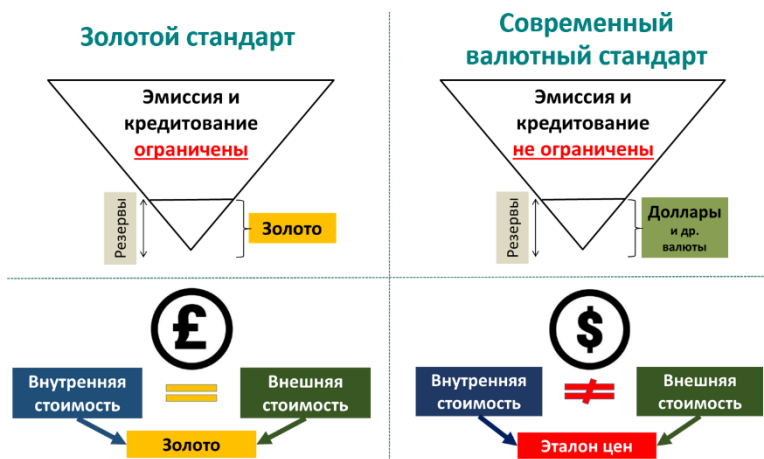 Золотой стандарт
Эмиссия и
кредитование
ограничены
Резервы
Золото
Современный
валютный стандарт
Эмиссия и
кредитование
не ограничены
Резервы
Доллары
и др.
валюты
£
Внутренняя
стоимость
=
Внешняя
стоимость
Золото
$
Внутренняя
стоимость
≠
Внешняя
стоимость
Эталон цен